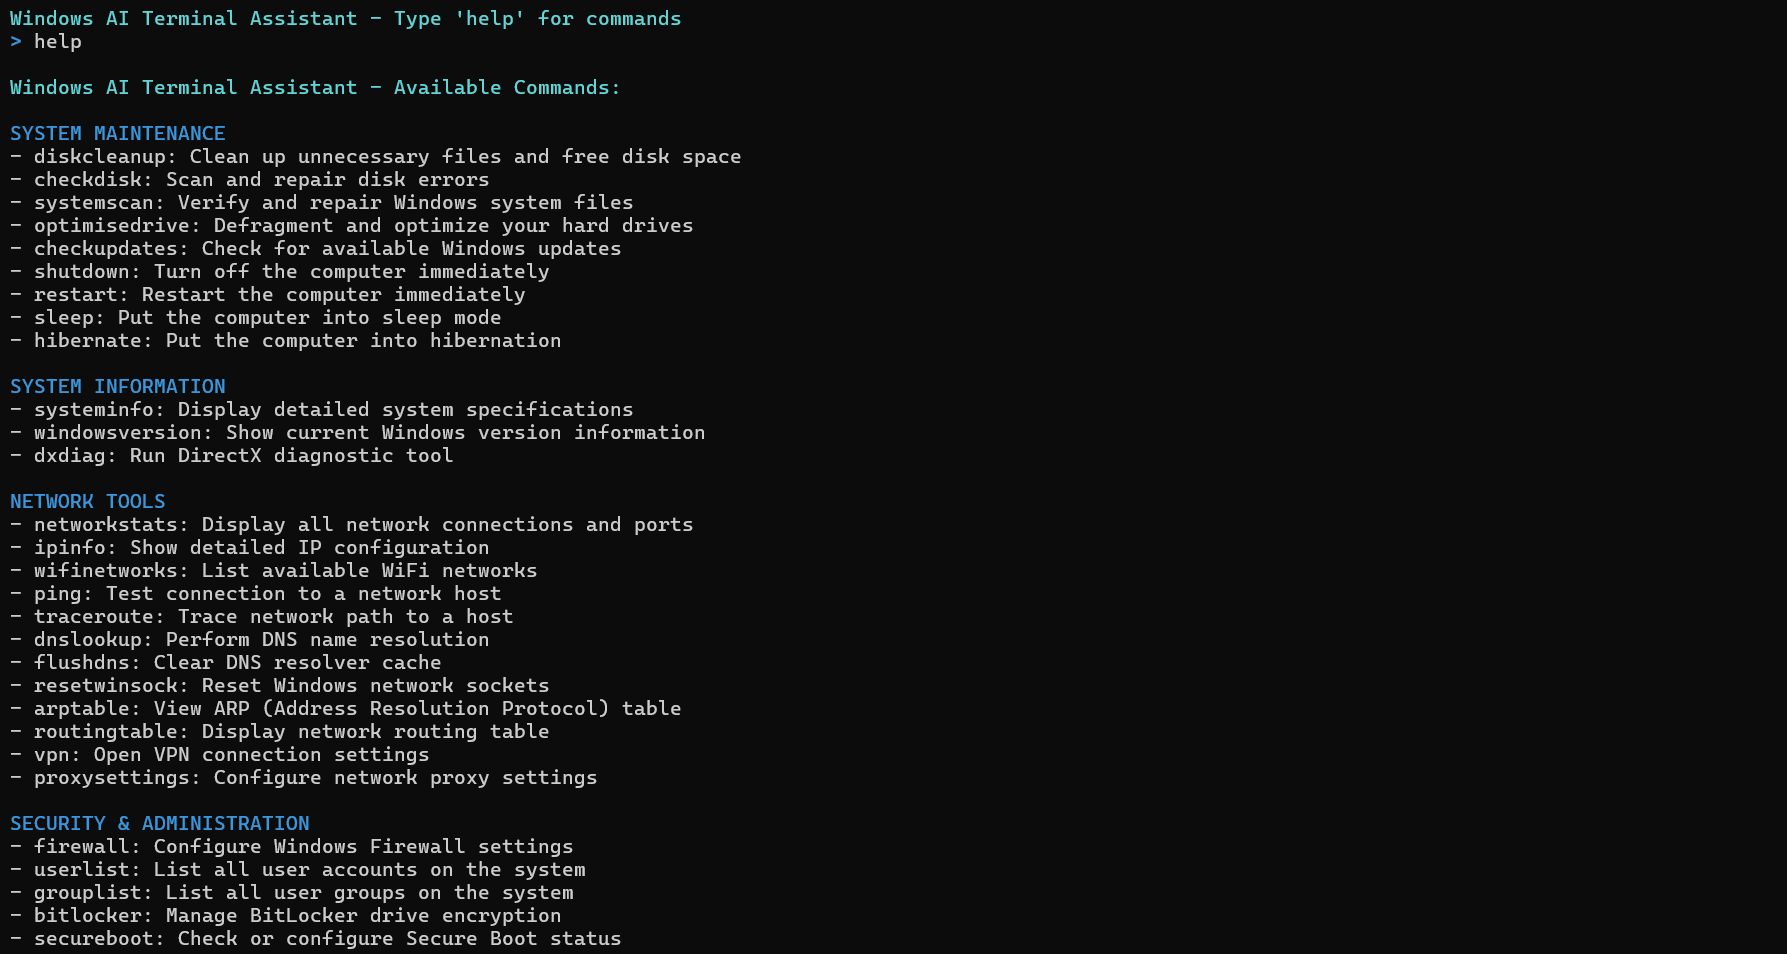 Windows AI Terminal Assistant - Type 'help' for commands
> help
Windows AI Terminal Assistant - Available Commands:
SYSTEM MAINTENANCE
- diskcleanup: Clean up unnecessary files and free disk space
- checkdisk: Scan and repair disk errors
- systemscan: Verify and repair Windows system files
- optimisedrive: Defragment and optimize your hard drives
- checkupdates: Check for available Windows updates
- shutdown: Turn off the computer immediately
- restart: Restart the computer immediately
- sleep: Put the computer into sleep mode
- hibernate: Put the computer into hibernation
SYSTEM INFORMATION
- systeminfo: Display detailed system specifications
- windowsversion: Show current Windows version information
- dxdiag: Run DirectX diagnostic tool
NETWORK TOOLS
- networkstats: Display all network connections and ports
- ipinfo: Show detailed IP configuration
- wifinetworks: List available WiFi networks
- ping: Test connection to a network host
- traceroute: Trace network path to a host
- dnslookup: Perform DNS name resolution
- flushdns: Clear DNS resolver cache
- resetwinsock: Reset Windows network sockets
- arptable: View ARP (Address Resolution Protocol) table
- routingtable: Display network routing table
- vpn: Open VPN connection settings
- proxysettings: Configure network proxy settings
SECURITY & ADMINISTRATION
- firewall: Configure Windows Firewall settings
- userlist: List all user accounts on the system
- grouplist: List all user groups on the system
- bitlocker: Manage BitLocker drive encryption
- secureboot: Check or configure Secure Boot status